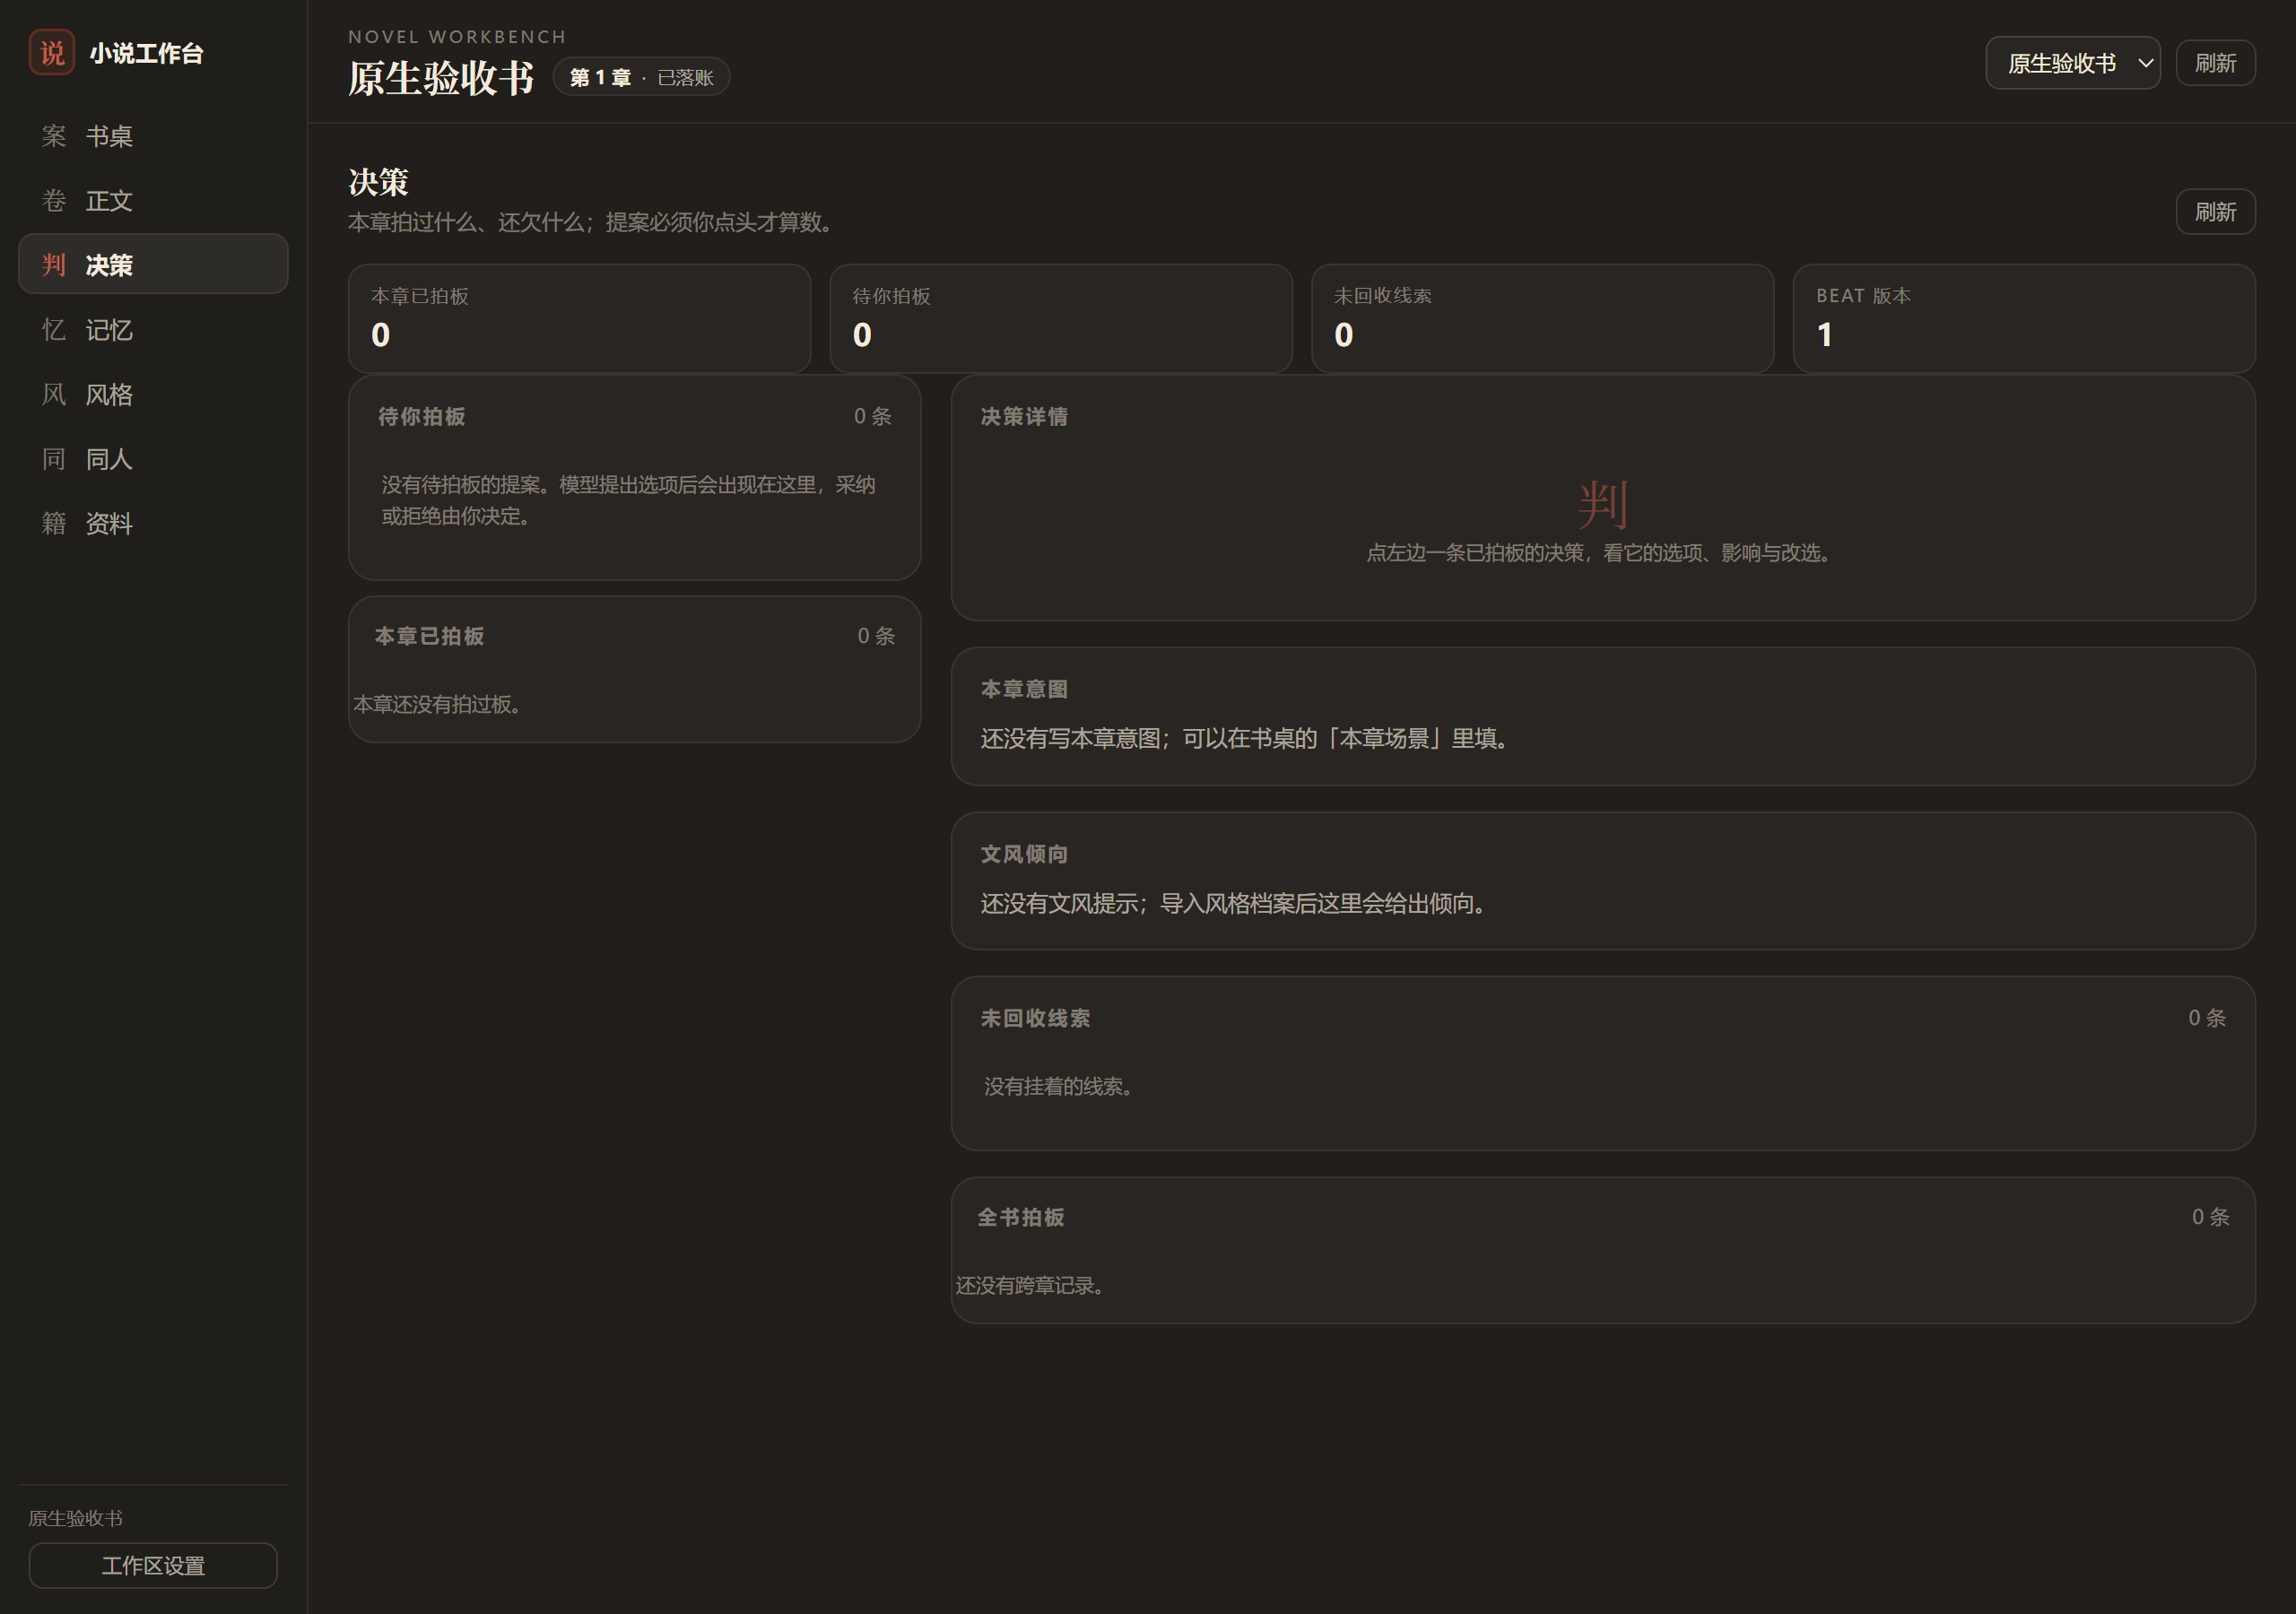 说 小说工作台
案 书桌
卷 正文
判 决策
忆 记忆
风 风格
同 同人
籍 资料
原生验收书
工作区设置
NOVEL WORKBENCH
原生验收书 第 1 章 · 已落账
原生验收书 刷新
决策
本章拍过什么、还欠什么；提案必须你点头才算数。
刷新
本章已拍板
0
待你拍板
0
未回收线索
0
BEAT 版本
1
待你拍板 0 条
没有待拍板的提案。模型提出选项后会出现在这里，采纳
或拒绝由你决定。
本章已拍板 0 条
本章还没有拍过板。
决策详情
判
点左边一条已拍板的决策，看它的选项、影响与改选。
本章意图
还没有写本章意图；可以在书桌的「本章场景」里填。
文风倾向
还没有文风提示；导入风格档案后这里会给出倾向。
未回收线索 0 条
没有挂着的线索。
全书拍板 0 条
还没有跨章记录。